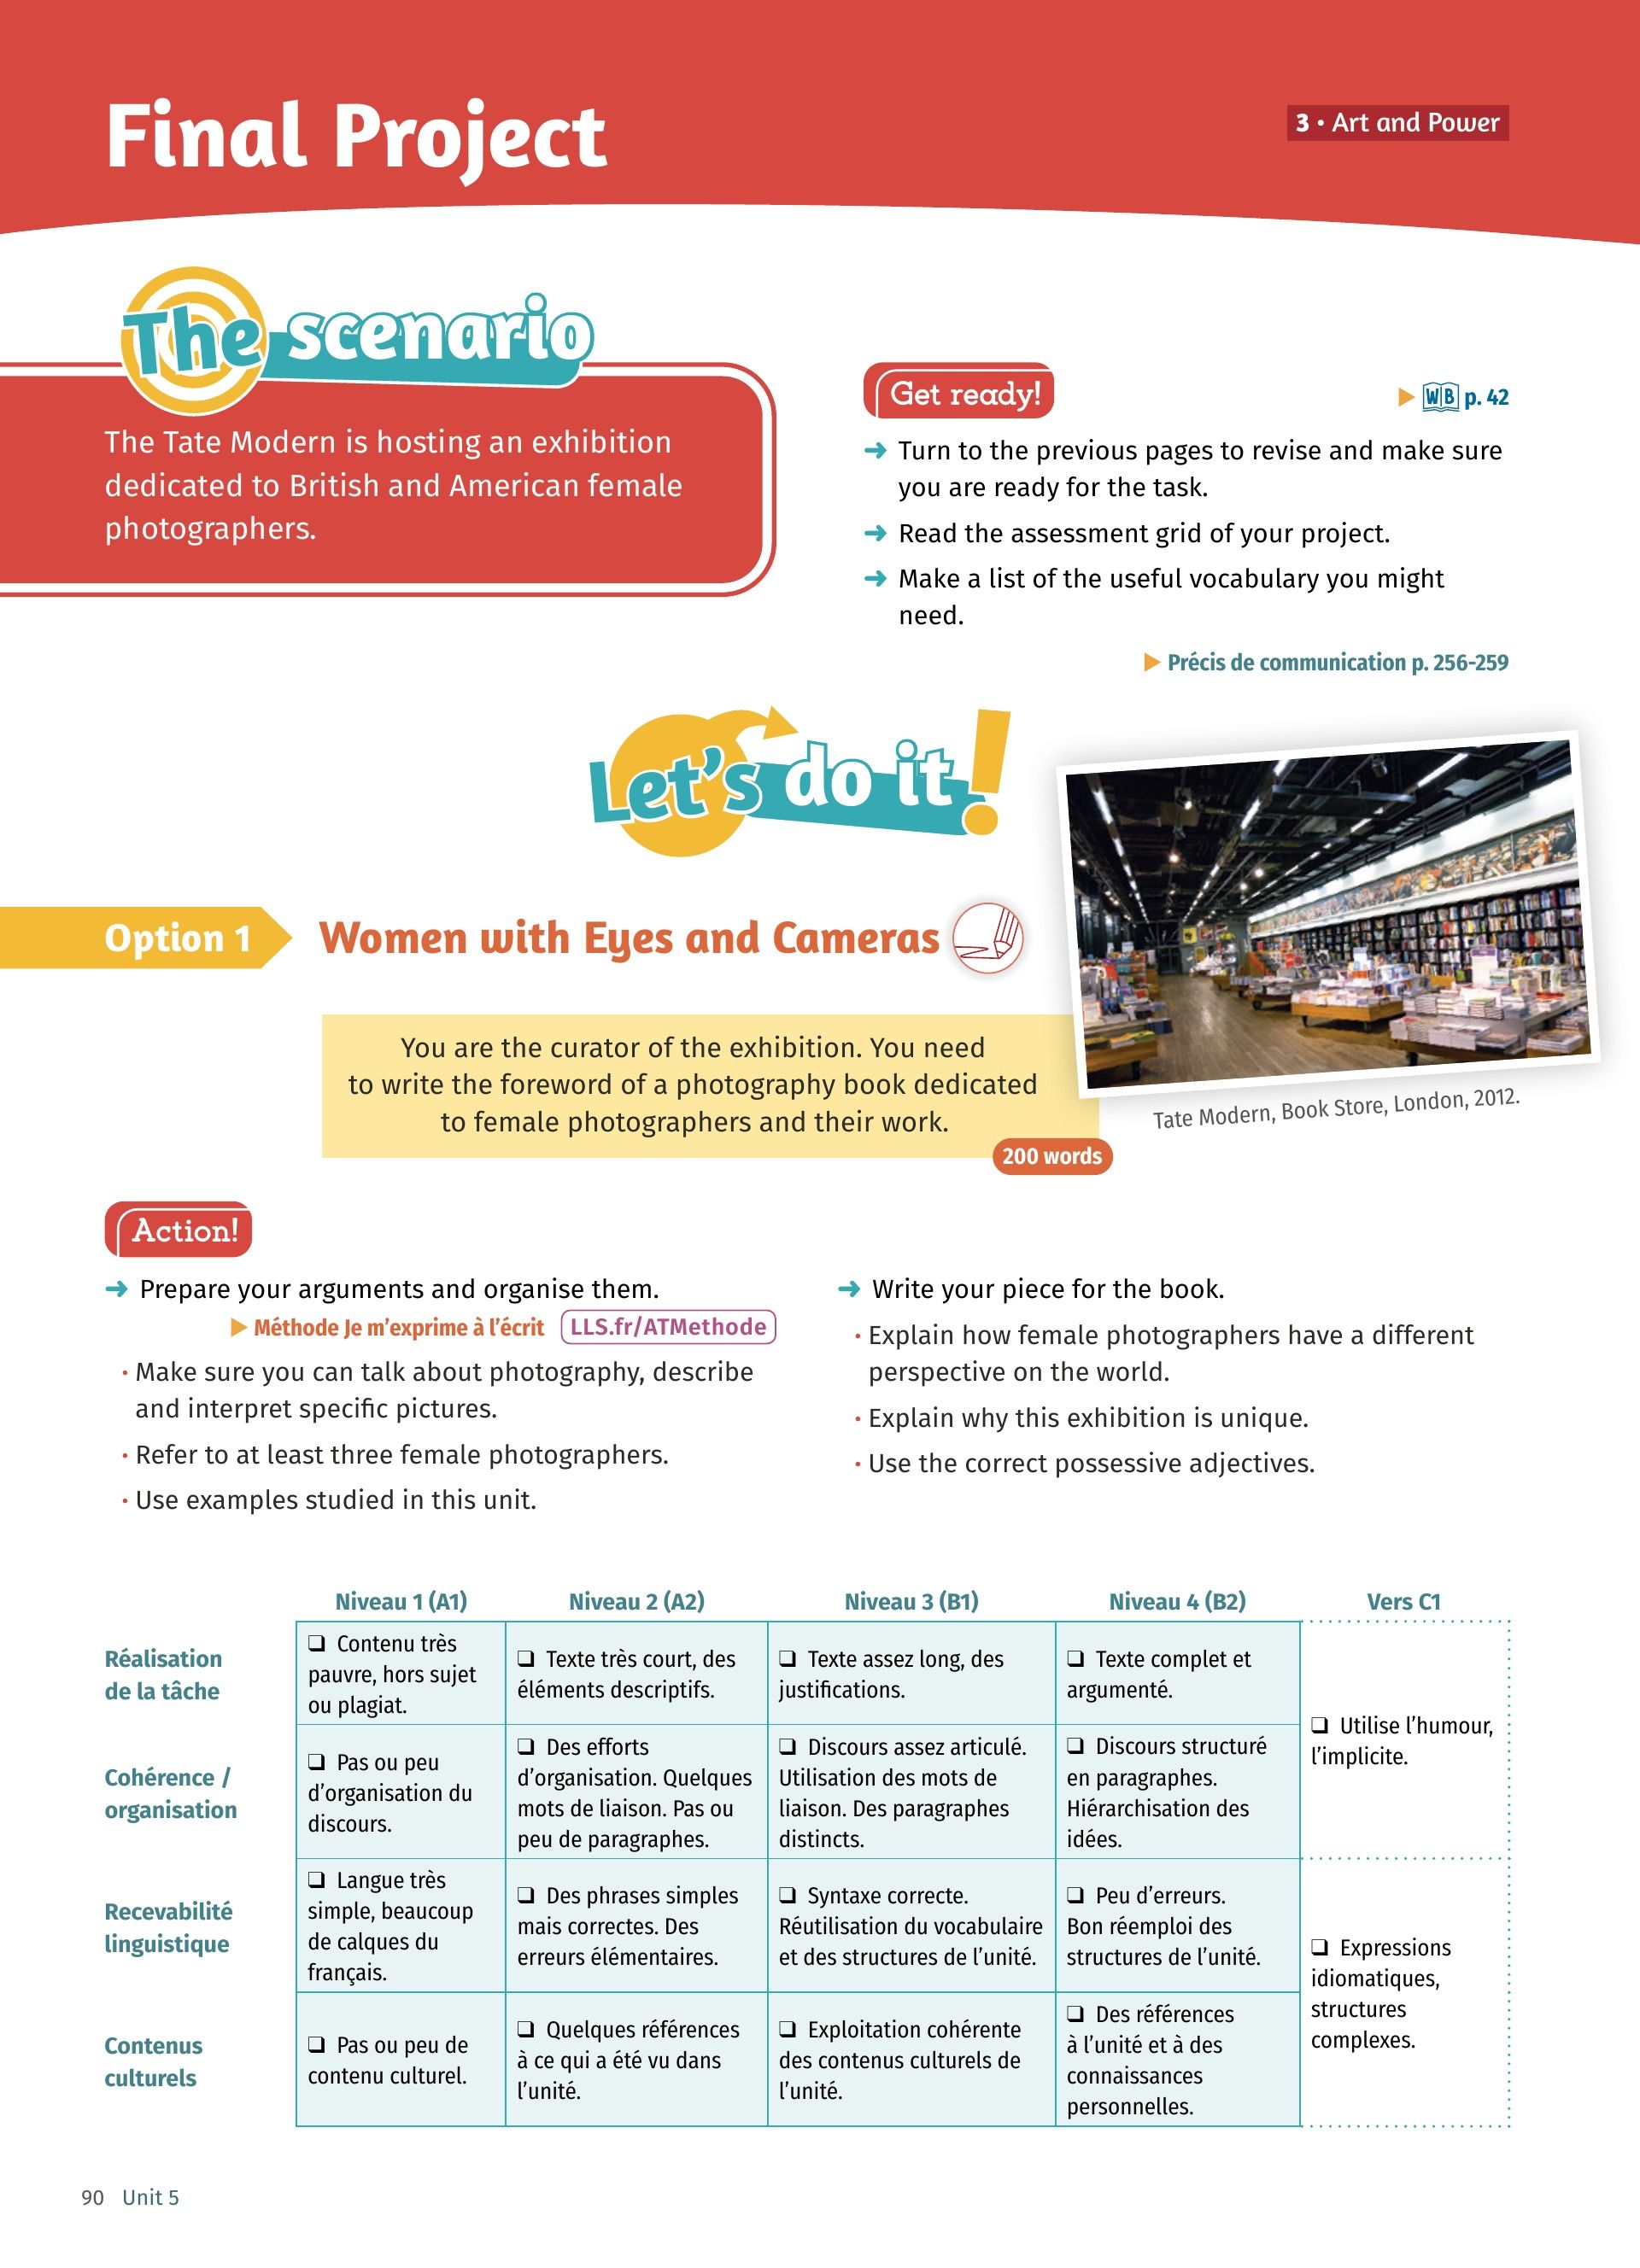 Final Project
3 • Art and Power
The scenario
The Tate Modern is hosting an exhibition
dedicated to British and American female
photographers.
Get ready!
WB p. 42
Turn to the previous pages to revise and make sure
you are ready for the task.
Read the assessment grid of your project.
Make a list of the useful vocabulary you might
need.
Précis de communication p. 256-259
Let's do it!
Option 1
Women with Eyes and Cameras
You are the curator of the exhibition. You need
to write the foreword of a photography book dedicated
to female photographers and their work.
200 words
Tate Modern, Book Store, London, 2012.
Action!
Prepare your arguments and organise them.
Méthode Je m'exprime à l'écrit LLS.fr/ATMethode
• Make sure you can talk about photography, describe
and interpret specific pictures.
• Refer to at least three female photographers.
• Use examples studied in this unit.
Write your piece for the book.
• Explain how female photographers have a different
perspective on the world.
• Explain why this exhibition is unique.
• Use the correct possessive adjectives.
Niveau 1 (A1) Niveau 2 (A2) Niveau 3 (B1) Niveau 4 (B2) Vers C1
Réalisation
de la tâche
❑ Contenu très
pauvre, hors sujet
ou plagiat.
❑ Texte très court, des
éléments descriptifs.
❑ Texte assez long, des
justifications.
❑ Texte complet et
argumenté.
❑ Utilise l'humour,
l'implicite.
Cohérence /
organisation
❑ Pas ou peu
d'organisation du
discours.
❑ Des efforts
d'organisation. Quelques
mots de liaison. Pas ou
peu de paragraphes.
❑ Discours assez articulé.
Utilisation des mots de
liaison. Des paragraphes
distincts.
❑ Discours structuré
en paragraphes.
Hiérarchisation des
idées.
Recevabilité
linguistique
❑ Langue très
simple, beaucoup
de calques du
français.
❑ Des phrases simples
mais correctes. Des
erreurs élémentaires.
❑ Syntaxe correcte.
Réutilisation du vocabulaire
et des structures de l'unité.
❑ Peu d'erreurs.
Bon réemploi des
structures de l'unité.
❑ Expressions
idiomatiques,
structures
complexes.
Contenus
culturels
❑ Pas ou peu de
contenu culturel.
❑ Quelques références
à ce qui a été vu dans
l'unité.
❑ Exploitation cohérente
des contenus culturels de
l'unité.
❑ Des références
à l'unité et à des
connaissances
personnelles.
90 Unit 5